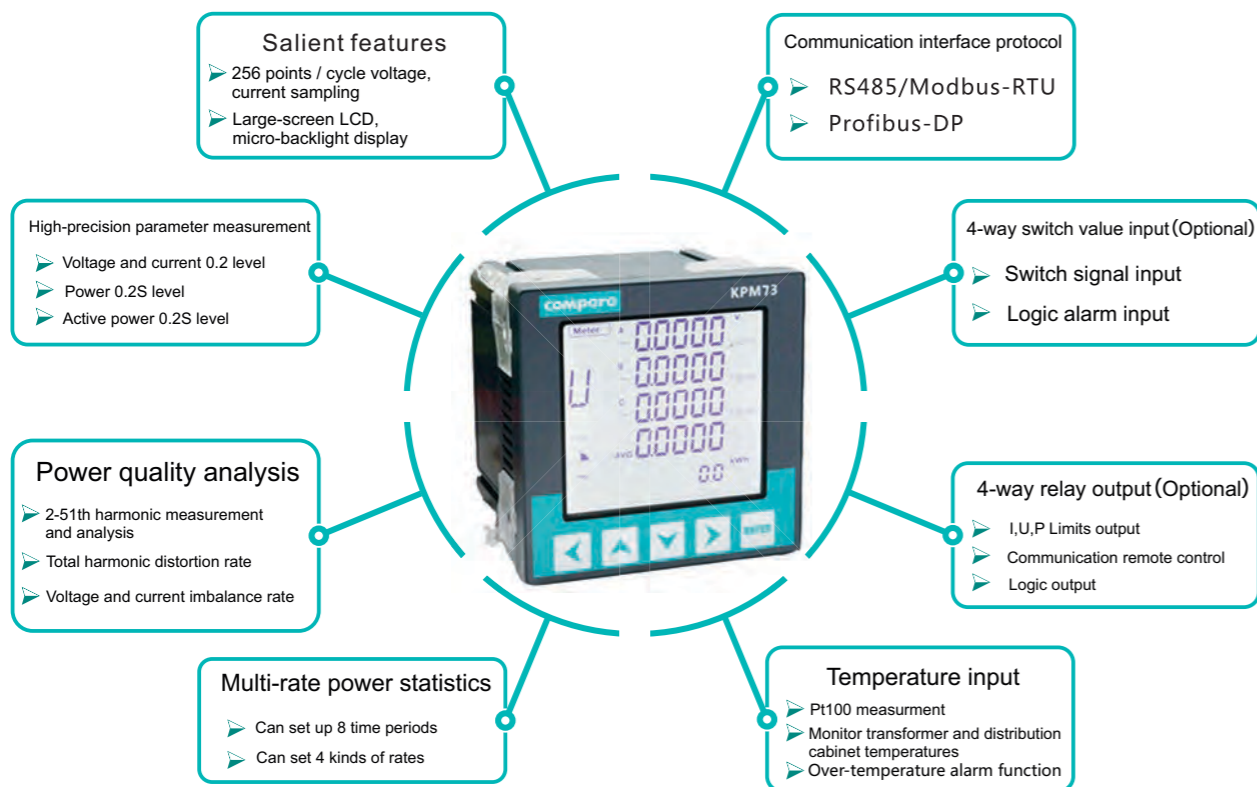 Salient features
256 points / cycle voltage,
current sampling
Large-screen LCD,
micro-backlight display
Communication interface protocol
RS485/Modbus-RTU
Profibus-DP
High-precision parameter measurement
Voltage and current 0.2 level
Power 0.2S level
Active power 0.2S level
4-way switch value input(Optional)
Switch signal input
Logic alarm input
compere
KPM73
Meter
A
0.0000
V
U
B
0.0000
C
0.0000
AVG
0.0000
0.0
kWh
ENTER
Power quality analysis
2-51th harmonic measurement
and analysis
Total harmonic distortion rate
Voltage and current imbalance rate
4-way relay output(Optional)
I,U,P Limits output
Communication remote control
Logic output
Multi-rate power statistics
Can set up 8 time periods
Can set 4 kinds of rates
Temperature input
Pt100 measurment
Monitor transformer and distribution
cabinet temperatures
Over-temperature alarm function